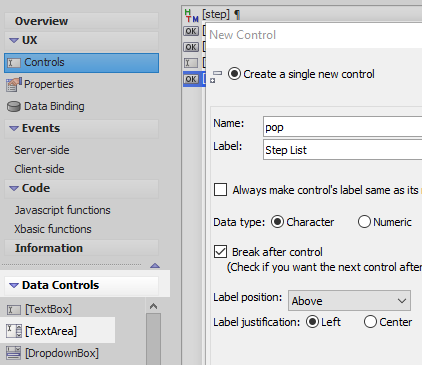 Overview
UX
Controls
Properties
Data Binding
Events
Server-side
Client-side
Code
Javascript functions
Xbasic functions
Information
Data Controls
[TextBox]
[TextArea]
[DropdownBox]
HTM [step] ¶
OK [
OK [
[
OK [
New Control
Create a single new control
Name: pop
Label: Step List
Always make control's label same as its
Data type: Character Numeric
Break after control
(Check if you want the next control after
Label position: Above
Label justification: Left Center